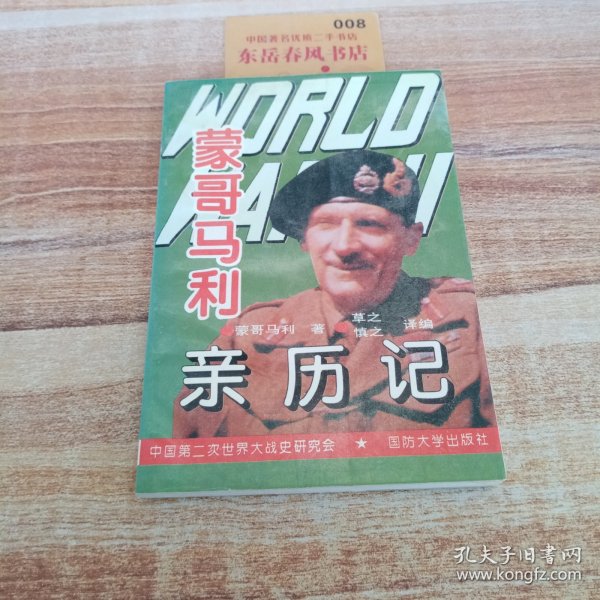 008
中国著名优质二手书店
东岳春风书店
WORLD
WAR II
蒙哥马利
蒙哥马利 著 草之 慎之 译编
亲历记
中国第二次世界大战史研究会 ★ 国防大学出版社
孔夫子旧书网
www.kongfz.com